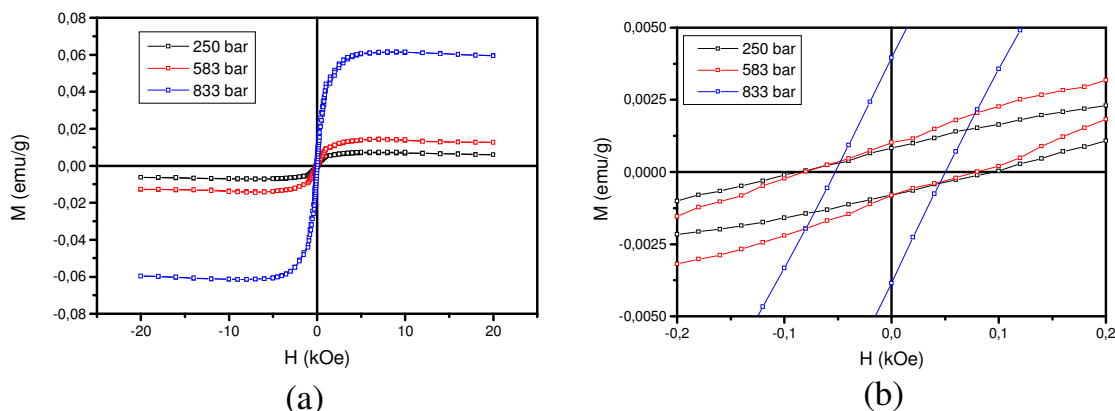 0,08
0,06
0,04
0,02
0,00
-0,02
-0,04
-0,06
-0,08
M (emu/g)
250 bar
583 bar
833 bar
-20
-10
0
10
20
H (kOe)
(a)
0,0050
0,0025
0,0000
-0,0025
-0,0050
M (emu/g)
250 bar
583 bar
833 bar
-0,2
-0,1
0,0
0,1
0,2
H (kOe)
(b)